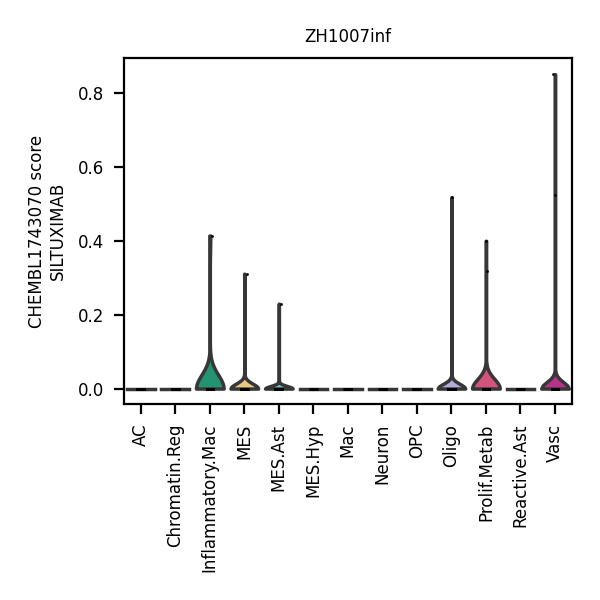 ZH1007inf
CHEMBL1743070 score
SILTUXIMAB
0.8
0.6
0.4
0.2
0.0
AC
Chromatin.Reg
Inflammatory.Mac
MES
MES.Ast
MES.Hyp
Mac
Neuron
OPC
Oligo
Prolif.Metab
Reactive.Ast
Vasc